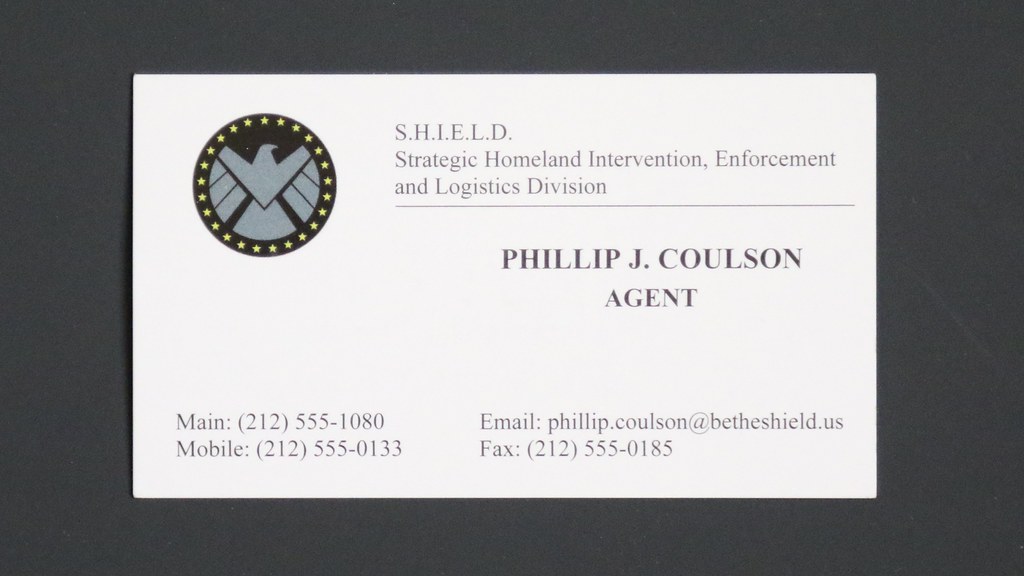 S.H.I.E.L.D.
Strategic Homeland Intervention, Enforcement
and Logistics Division
PHILLIP J. COULSON
AGENT
Main: (212) 555-1080
Mobile: (212) 555-0133
Email: phillip.coulson@betheshield.us
Fax: (212) 555-0185